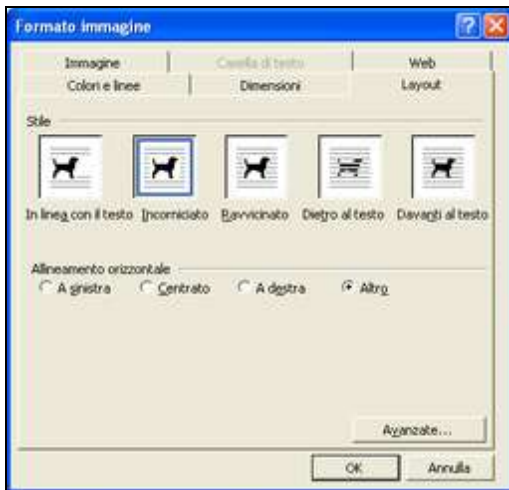 Formato immagine
Immagine Casella di testo Web
Colori e linee Dimensioni Layout
Stile
In linea con il testo Incorniciato Ravvicinato Dietro al testo Davanti al testo
Allineamento orizzontale
A sinistra Centrato A destra Altro
Avanzate...
OK Annulla